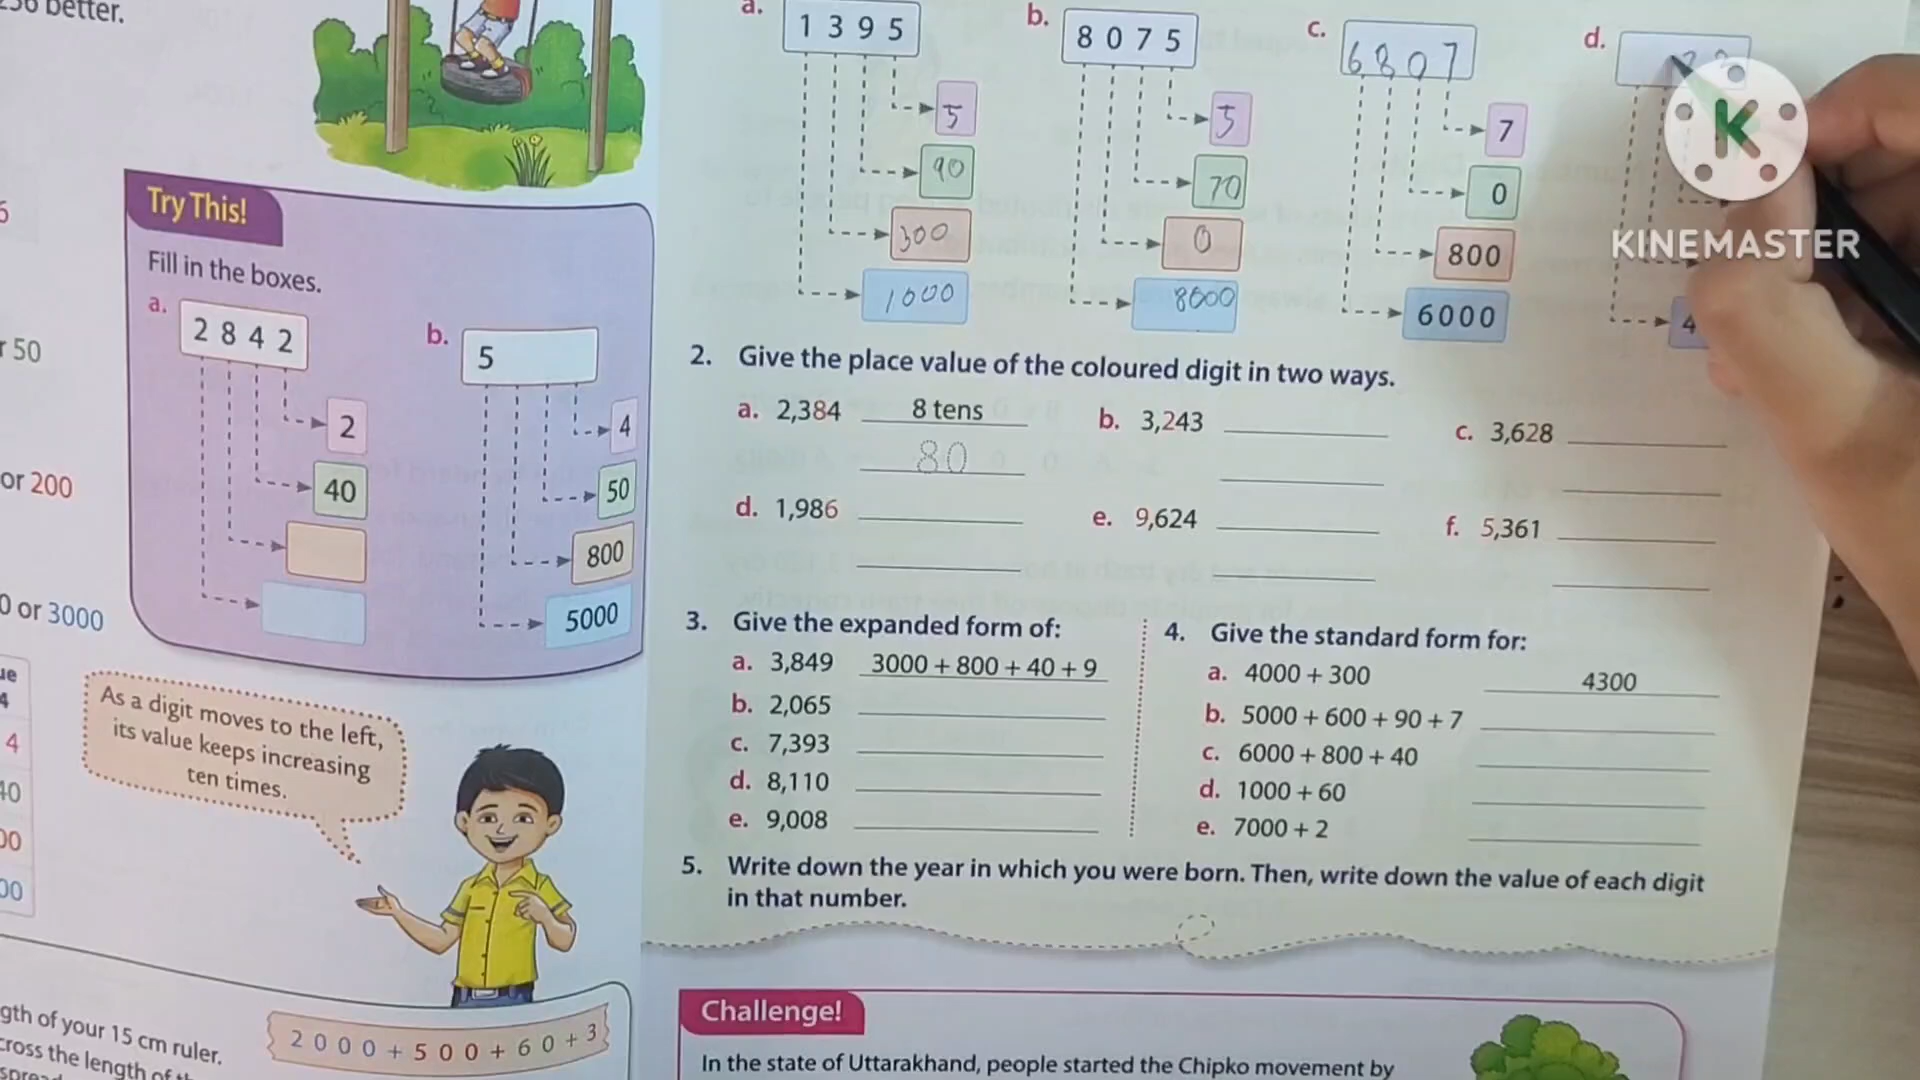 better.
a.
1 3 9 5
5
90
300
1000
b.
8 0 7 5
5
70
0
8000
c.
6807
7
0
800
6000
d.
4
KINEMASTER
Try This!
Fill in the boxes.
a.
2 8 4 2
2
40
b.
5
4
50
800
5000
50
or 200
0 or 3000
4
4
40
00
00
As a digit moves to the left,
its value keeps increasing
ten times.
2 0 0 0 + 5 0 0 + 6 0 + 3
gth of your 15 cm ruler.
cross the length of
2. Give the place value of the coloured digit in two ways.
a. 2,384 8 tens
80
b. 3,243
c. 3,628
d. 1,986
e. 9,624
f. 5,361
3. Give the expanded form of:
a. 3,849 3000 + 800 + 40 + 9
b. 2,065
c. 7,393
d. 8,110
e. 9,008
4. Give the standard form for:
a. 4000 + 300 4300
b. 5000 + 600 + 90 + 7
c. 6000 + 800 + 40
d. 1000 + 60
e. 7000 + 2
5. Write down the year in which you were born. Then, write down the value of each digit
in that number.
Challenge!
In the state of Uttarakhand, people started the Chipko movement by